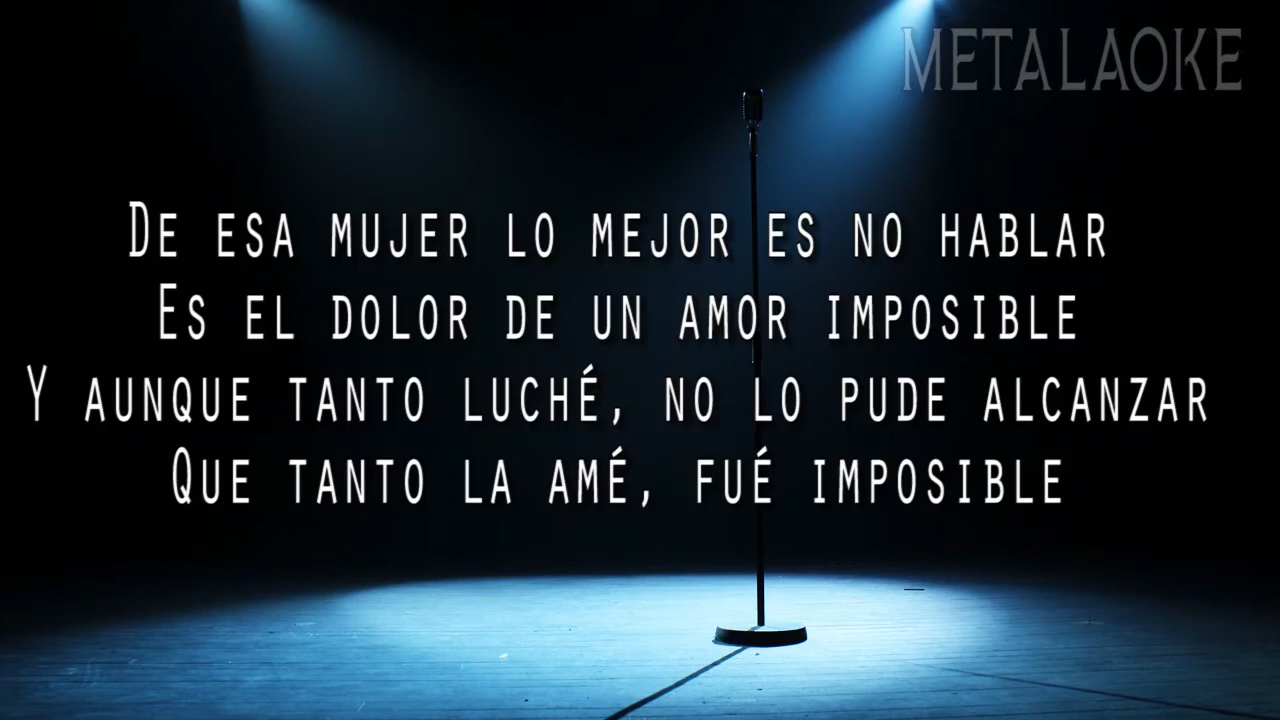 METALAOKE
De esa mujer lo mejor es no hablar
Es el dolor de un amor imposible
Y aunque tanto luché, no lo pude alcanzar
Que tanto la amé, fué imposible